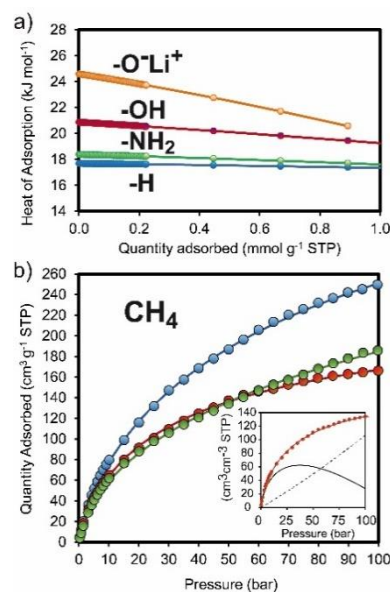 a)
Heat of Adsorption (kJ mol⁻¹)
28
26
24
22
20
18
16
14
-O⁻Li⁺
-OH
-NH₂
-H
0.0 0.2 0.4 0.6 0.8 1.0
Quantity adsorbed (mmol g⁻¹ STP)
b)
Quantity Adsorbed (cm³ g⁻¹ STP)
260
240
220
200
180
160
140
120
100
80
60
40
20
0
CH₄
(cm³cm⁻³ STP)
140
120
100
80
60
40
20
0
0 25 50 75 100
Pressure (bar)
0 10 20 30 40 50 60 70 80 90 100
Pressure (bar)